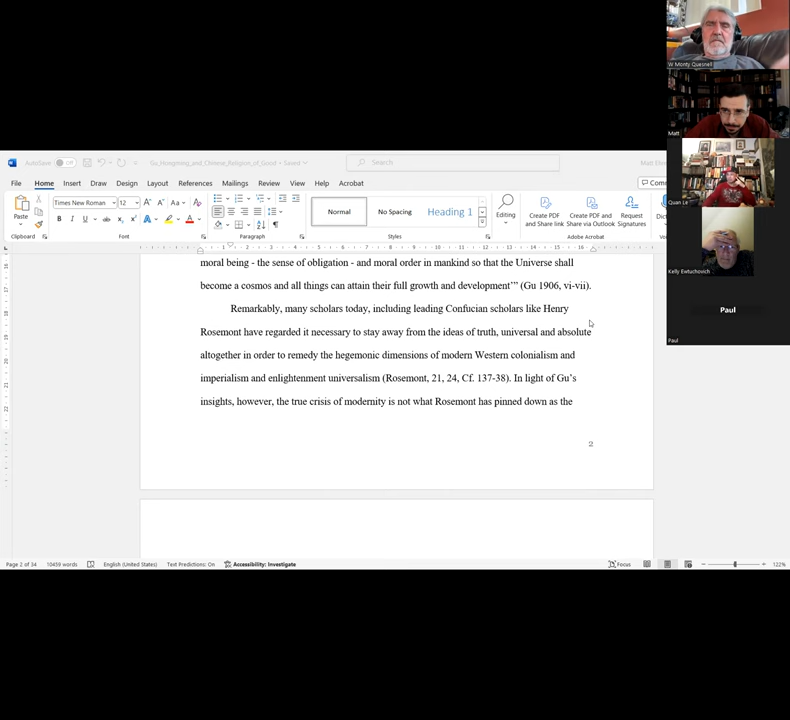 W Monty Quesnell
AutoSave Off
Gu_Hongming_and_Chinese_Religion_of_Good - Saved
Search
Matt
File Home Insert Draw Design Layout References Mailings Review View Help Acrobat
Comm
Matt
Paste
Times New Roman 12
Aa
Normal
No Spacing
Heading 1
Editing
Create PDF and Share link
Create PDF and Share via Outlook
Request Signatures
Dict
Clipboard
Font
Paragraph
Styles
Adobe Acrobat
Quan Le
moral being - the sense of obligation - and moral order in mankind so that the Universe shall
become a cosmos and all things can attain their full growth and development’” (Gu 1906, vi-vii).
Kelly Ewtuchovich
Remarkably, many scholars today, including leading Confucian scholars like Henry
Rosemont have regarded it necessary to stay away from the ideas of truth, universal and absolute
altogether in order to remedy the hegemonic dimensions of modern Western colonialism and
imperialism and enlightenment universalism (Rosemont, 21, 24, Cf. 137-38). In light of Gu’s
insights, however, the true crisis of modernity is not what Rosemont has pinned down as the
Paul
Paul
2
Page 2 of 34 10459 words English (United States) Text Predictions: On Accessibility: Investigate Focus 122%